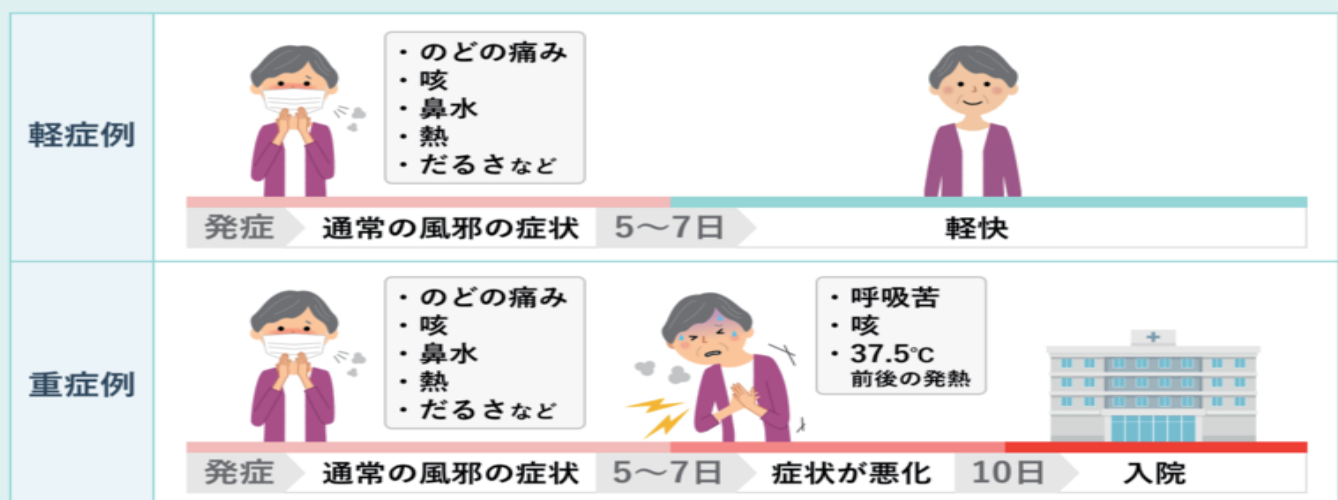 軽症例
・のどの痛み
・咳
・鼻水
・熱
・だるさなど
発症 通常の風邪の症状 5〜7日 軽快
重症例
・のどの痛み
・咳
・鼻水
・熱
・だるさなど
・呼吸苦
・咳
・37.5℃
前後の発熱
発症 通常の風邪の症状 5〜7日 症状が悪化 10日 入院